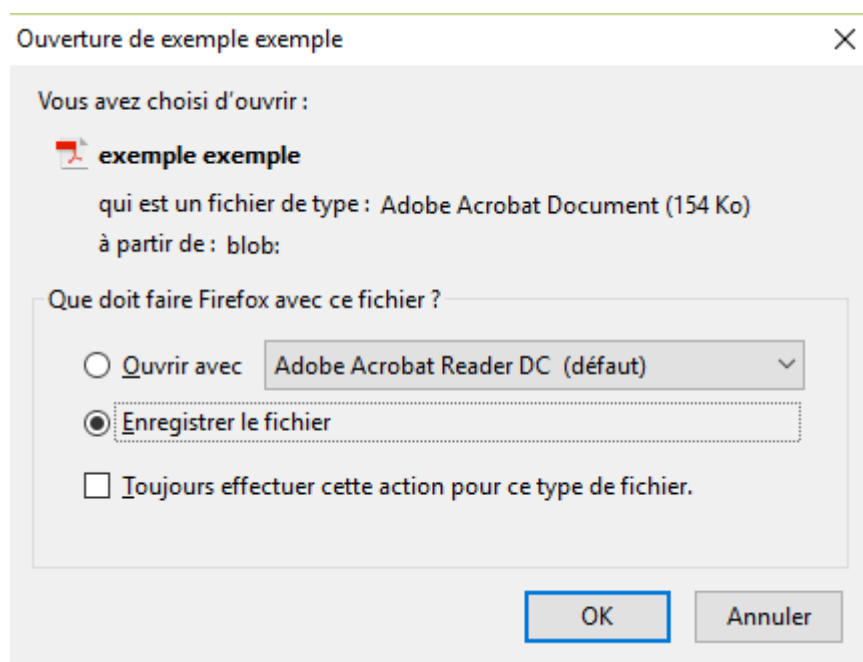 Ouverture de exemple exemple
Vous avez choisi d'ouvrir :
exemple exemple
qui est un fichier de type : Adobe Acrobat Document (154 Ko)
à partir de : blob:
Que doit faire Firefox avec ce fichier ?
Ouvrir avec Adobe Acrobat Reader DC (défaut)
Enregistrer le fichier
Toujours effectuer cette action pour ce type de fichier.
OK Annuler